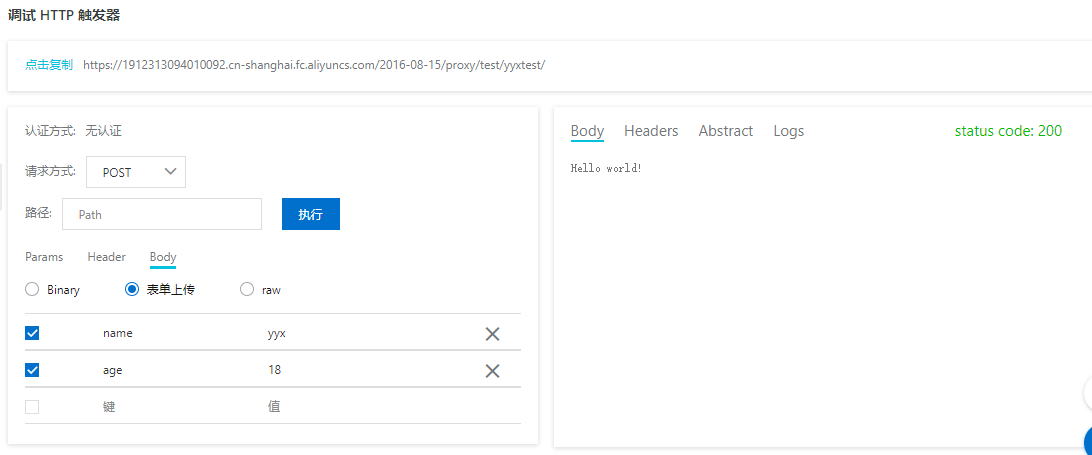 调试 HTTP 触发器
点击复制 https://1912313094010092.cn-shanghai.fc.aliyuncs.com/2016-08-15/proxy/test/yyxtest/
认证方式: 无认证
请求方式: POST
路径: Path 执行
Params Header Body
Binary 表单上传 raw
name yyx
age 18
键 值
Body Headers Abstract Logs status code: 200
Hello world!